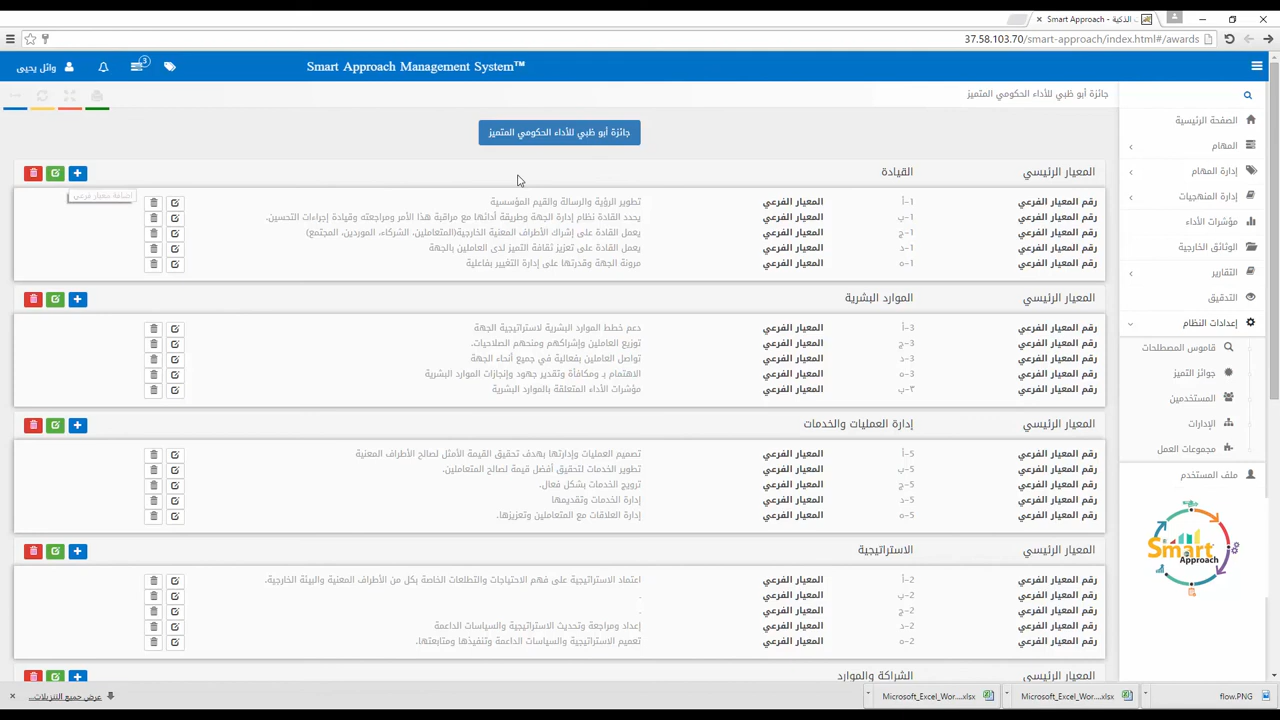 الذكية - Smart Approach
37.58.103.70/smart-approach/index.html#/awards
Smart Approach Management System™
3
وائل يحيى
جائزة أبو ظبي للأداء الحكومي المتميز
جائزة أبو ظبي للأداء الحكومي المتميز
المعيار الرئيسي القيادة
اضافة معيار فرعي
رقم المعيار الفرعي 1-أ المعيار الفرعي تطوير الرؤية والرسالة والقيم المؤسسية
رقم المعيار الفرعي 1-ب المعيار الفرعي يحدد القادة نظام إدارة الجهة وطريقة أدائها مع مراقبة هذا الأمر ومراجعته وقيادة إجراءات التحسين.
رقم المعيار الفرعي 1-ج المعيار الفرعي يعمل القادة على إشراك الأطراف المعنية الخارجية(المتعاملين، الشركاء، الموردين، المجتمع)
رقم المعيار الفرعي 1-د المعيار الفرعي يعمل القادة على تعزيز ثقافة التميز لدى العاملين بالجهة
رقم المعيار الفرعي 1-ه المعيار الفرعي مرونة الجهة وقدرتها على إدارة التغيير بفاعلية
المعيار الرئيسي الموارد البشرية
رقم المعيار الفرعي 3-أ المعيار الفرعي دعم خطط الموارد البشرية لاستراتيجية الجهة
رقم المعيار الفرعي 3-ج المعيار الفرعي توزيع العاملين وإشراكهم ومنحهم الصلاحيات.
رقم المعيار الفرعي 3-د المعيار الفرعي تواصل العاملين بفعالية في جميع أنحاء الجهة
رقم المعيار الفرعي 3-ه المعيار الفرعي الاهتمام بـ ومكافأة وتقدير جهود وإنجازات الموارد البشرية
رقم المعيار الفرعي ٣-ب المعيار الفرعي مؤشرات الأداء المتعلقة بالموارد البشرية
المعيار الرئيسي إدارة العمليات والخدمات
رقم المعيار الفرعي 5-أ المعيار الفرعي تصميم العمليات وإدارتها بهدف تحقيق القيمة الأمثل لصالح الأطراف المعنية
رقم المعيار الفرعي 5-ب المعيار الفرعي تطوير الخدمات لتحقيق أفضل قيمة لصالح المتعاملين.
رقم المعيار الفرعي 5-ج المعيار الفرعي ترويج الخدمات بشكل فعال.
رقم المعيار الفرعي 5-د المعيار الفرعي إدارة الخدمات وتقديمها
رقم المعيار الفرعي 5-ه المعيار الفرعي إدارة العلاقات مع المتعاملين وتعزيزها.
المعيار الرئيسي الاستراتيجية
رقم المعيار الفرعي 2-أ المعيار الفرعي اعتماد الاستراتيجية على فهم الاحتياجات والتطلعات الخاصة بكل من الأطراف المعنية والبيئة الخارجية.
رقم المعيار الفرعي 2-ب المعيار الفرعي .
رقم المعيار الفرعي 2-ج المعيار الفرعي .
رقم المعيار الفرعي 2-د المعيار الفرعي إعداد ومراجعة وتحديث الاستراتيجية والسياسات الداعمة
رقم المعيار الفرعي 2-ه المعيار الفرعي تعميم الاستراتيجية والسياسات الداعمة وتنفيذها ومتابعتها.
المعيار الرئيسي الشراكة والموارد
الصفحة الرئيسية
المهام
إدارة المهام
إدارة المنهجيات
مؤشرات الأداء
الوثائق الخارجية
التقارير
التدقيق
إعدادات النظام
قاموس المصطلحات
جوائز التميز
المستخدمين
الإدارات
مجموعات العمل
ملف المستخدم
Smart
Approach
flow.PNG
Microsoft_Excel_Wor....xlsx
Microsoft_Excel_Wor....xlsx
عرض جميع التنزيلات...